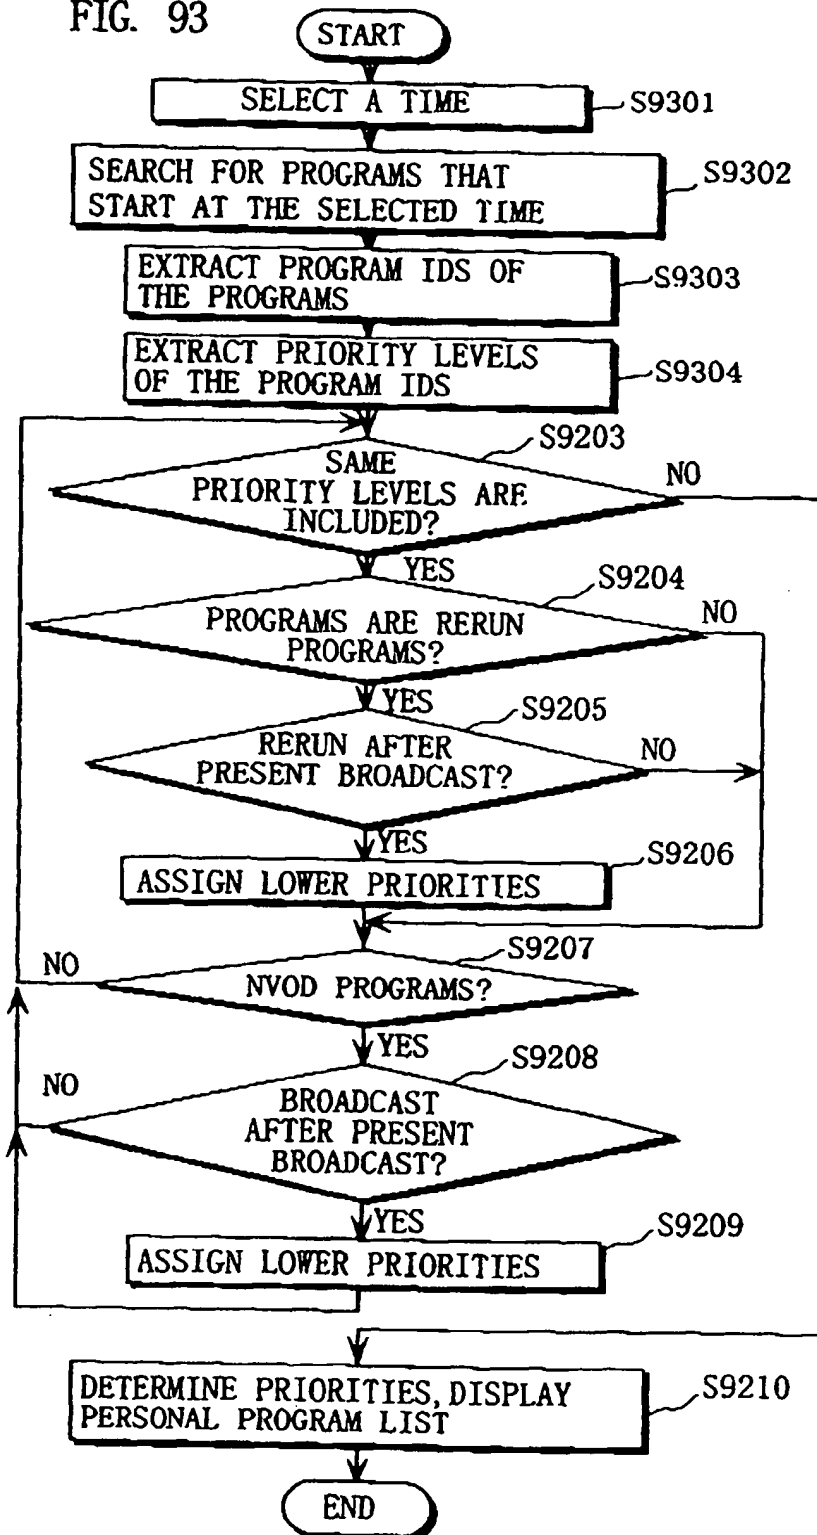 FIG. 93
START
SELECT A TIME
S9301
SEARCH FOR PROGRAMS THAT
START AT THE SELECTED TIME
S9302
EXTRACT PROGRAM IDS OF
THE PROGRAMS
S9303
EXTRACT PRIORITY LEVELS
OF THE PROGRAM IDS
S9304
S9203
SAME
PRIORITY LEVELS ARE
INCLUDED?
NO
YES
S9204
PROGRAMS ARE RERUN
PROGRAMS?
NO
YES
S9205
RERUN AFTER
PRESENT BROADCAST?
NO
YES
S9206
ASSIGN LOWER PRIORITIES
S9207
NO
NVOD PROGRAMS?
YES
S9208
NO
BROADCAST
AFTER PRESENT
BROADCAST?
YES
S9209
ASSIGN LOWER PRIORITIES
DETERMINE PRIORITIES, DISPLAY
PERSONAL PROGRAM LIST
S9210
END